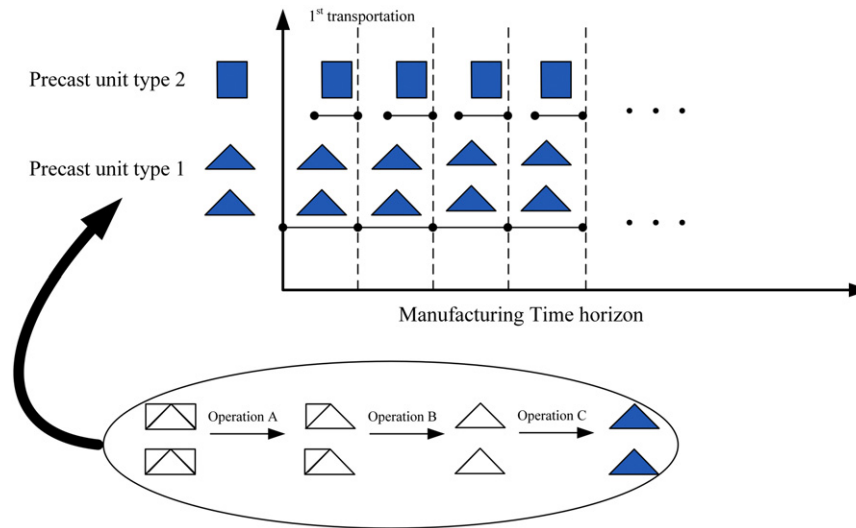 1st transportation
Precast unit type 2
Precast unit type 1
Manufacturing Time horizon
Operation A
Operation B
Operation C